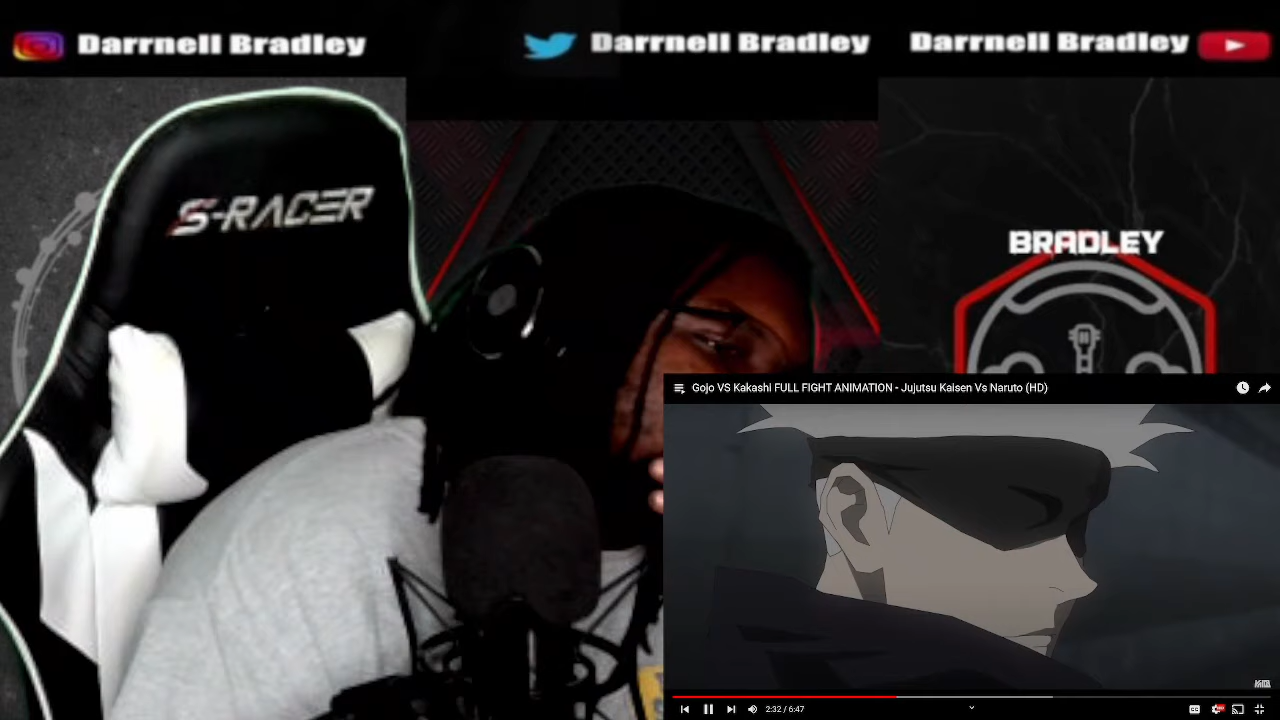 Darrnell Bradley
Darrnell Bradley
Darrnell Bradley
S-RACER
BRADLEY
Gojo VS Kakashi FULL FIGHT ANIMATION - Jujutsu Kaisen Vs Naruto (HD)
2:32 / 6:47